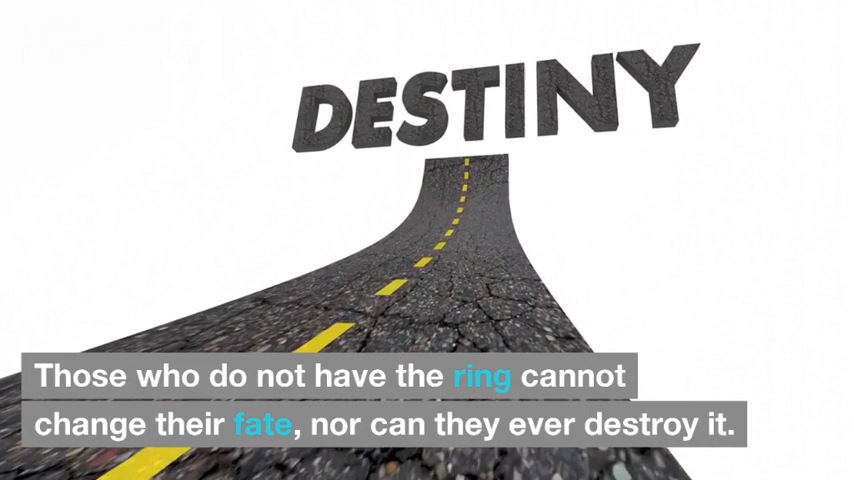 DESTINY
Those who do not have the ring cannot
change their fate, nor can they ever destroy it.